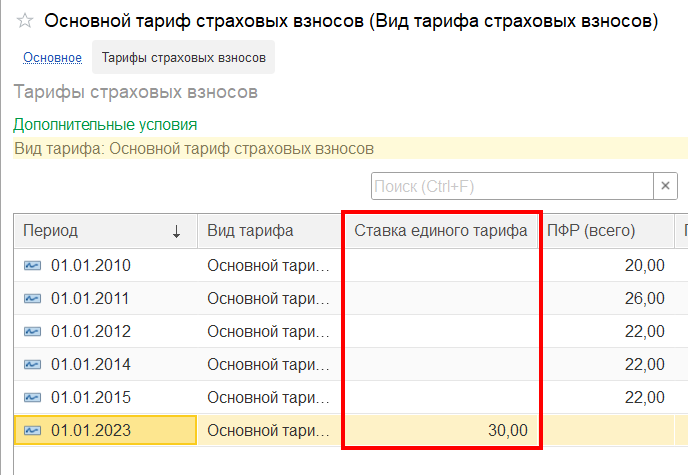 Основной тариф страховых взносов (Вид тарифа страховых взносов)
Основное Тарифы страховых взносов
Тарифы страховых взносов
Дополнительные условия
Вид тарифа: Основной тариф страховых взносов
Поиск (Ctrl+F) ×
Период ↓ Вид тарифа Ставка единого тарифа ПФР (всего)
01.01.2010 Основной тари... 20,00
01.01.2011 Основной тари... 26,00
01.01.2012 Основной тари... 22,00
01.01.2014 Основной тари... 22,00
01.01.2015 Основной тари... 22,00
01.01.2023 Основной тари... 30,00